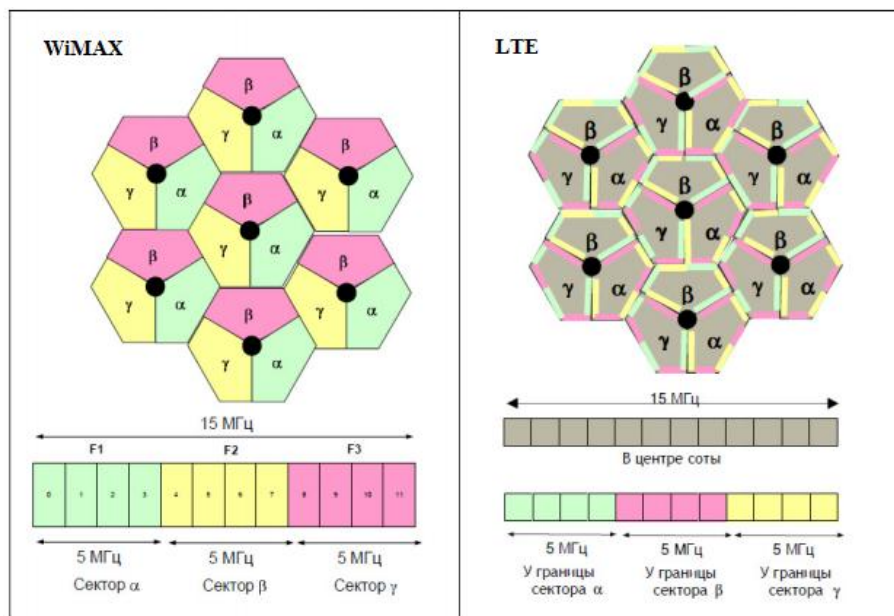 WiMAX
β
γ
α
β
γ
α
β
γ
α
β
γ
α
β
γ
α
β
γ
α
β
γ
α
15 МГц
F1
F2
F3
0 1 2 3 4 5 6 7 8 9 10 11
5 МГц
5 МГц
5 МГц
Сектор α
Сектор β
Сектор γ
LTE
β
γ
α
β
γ
α
β
γ
α
β
γ
α
β
γ
α
β
γ
α
β
γ
α
15 МГц
В центре соты
5 МГц
5 МГц
5 МГц
У границы
сектора α
У границы
сектора β
У границы
сектора γ